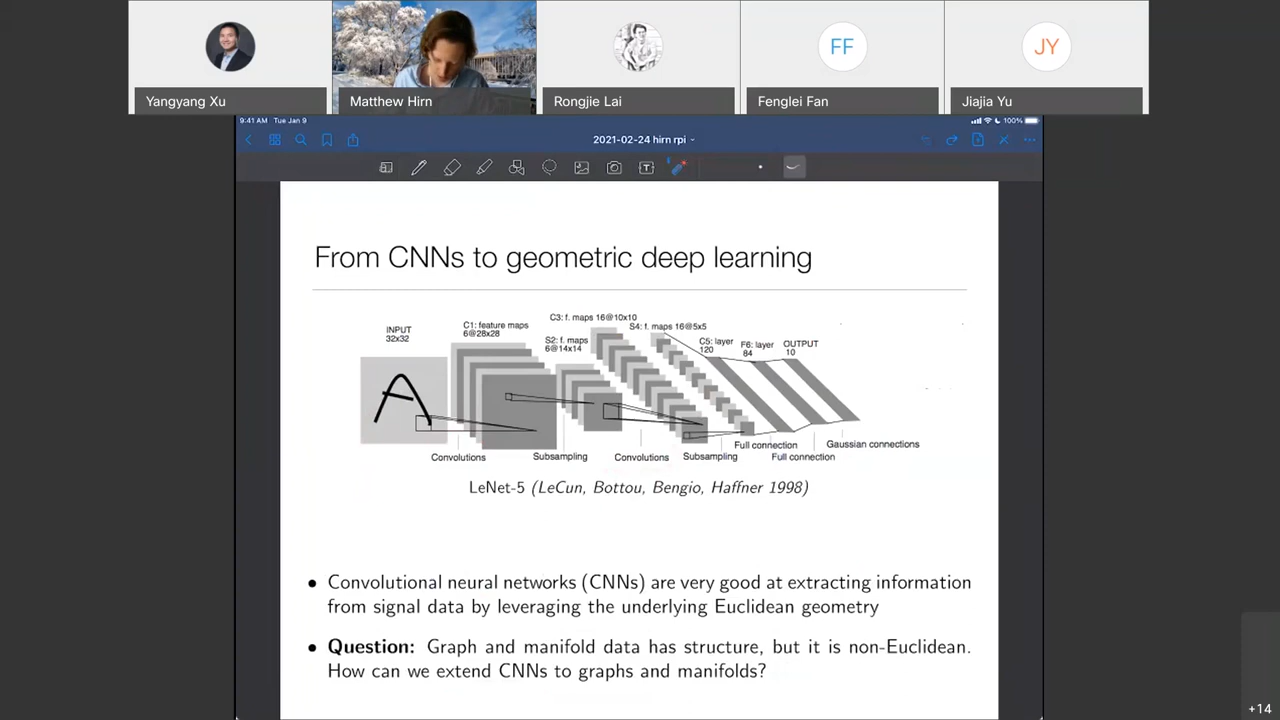 FF
JY
Yangyang Xu
Matthew Hirn
Rongjie Lai
Fenglei Fan
Jiajia Yu
9:41 AM Tue Jan 9
100%
2021-02-24 hirn rpi
T
From CNNs to geometric deep learning
INPUT
32x32
C1: feature maps
6@28x28
S2: f. maps
6@14x14
C3: f. maps 16@10x10
S4: f. maps 16@5x5
C5: layer
120
F6: layer
84
OUTPUT
10
A
Convolutions
Subsampling
Convolutions
Subsampling
Full connection
Full connection
Gaussian connections
LeNet-5 (LeCun, Bottou, Bengio, Haffner 1998)
• Convolutional neural networks (CNNs) are very good at extracting information
from signal data by leveraging the underlying Euclidean geometry
• Question: Graph and manifold data has structure, but it is non-Euclidean.
How can we extend CNNs to graphs and manifolds?
+14